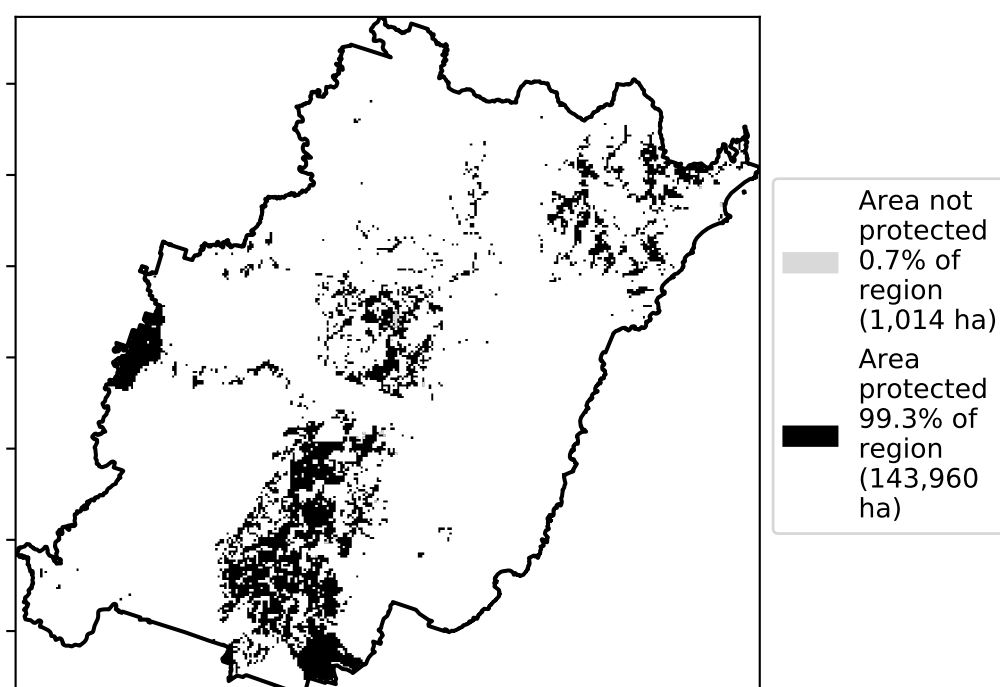 Area not
protected
0.7% of
region
(1,014 ha)
Area
protected
99.3% of
region
(143,960
ha)